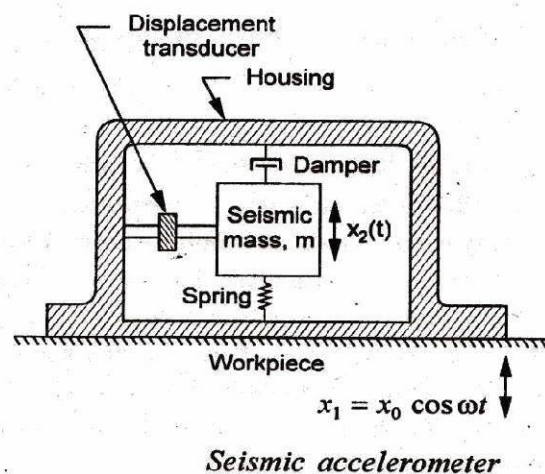 Displacement
transducer
Housing
Damper
Seismic
mass, m
x₂(t)
Spring
Workpiece
x₁ = x₀ cos ωt
Seismic accelerometer